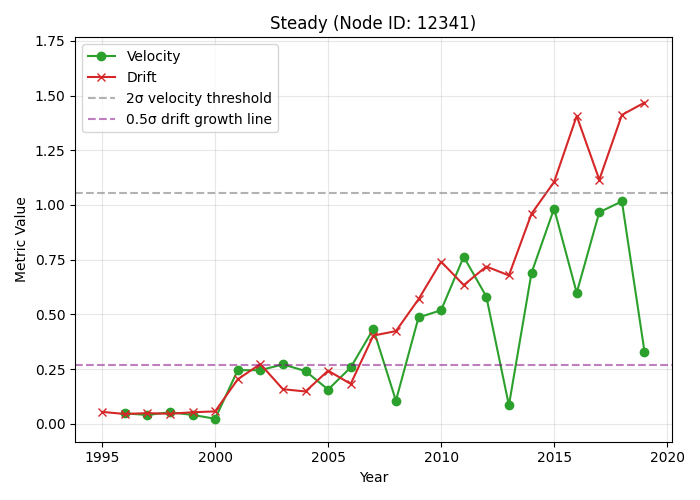 Steady (Node ID: 12341)
Velocity
Drift
2σ velocity threshold
0.5σ drift growth line
1.75
1.50
1.25
1.00
0.75
0.50
0.25
0.00
Metric Value
1995 2000 2005 2010 2015 2020
Year